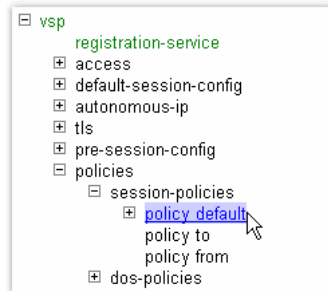 vsp
registration-service
access
default-session-config
autonomous-ip
tls
pre-session-config
policies
session-policies
policy default
policy to
policy from
dos-policies